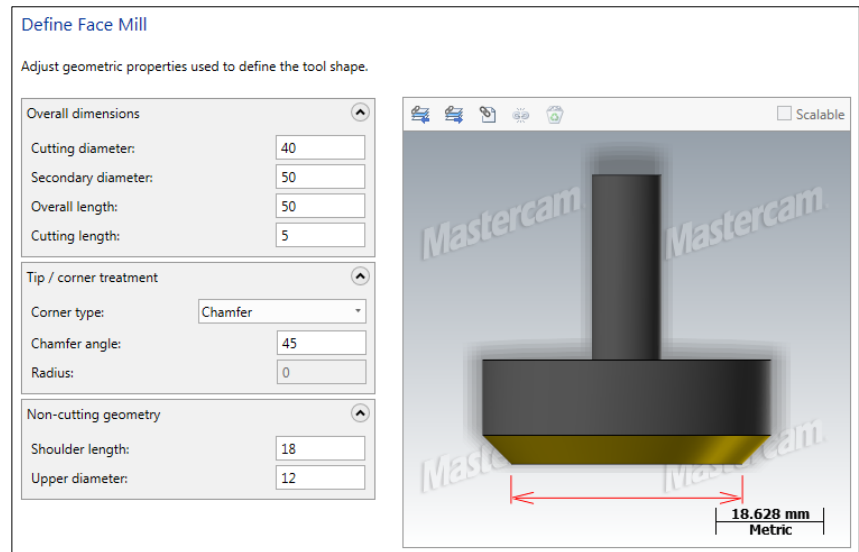 Define Face Mill
Adjust geometric properties used to define the tool shape.
Overall dimensions
Cutting diameter: 40
Secondary diameter: 50
Overall length: 50
Cutting length: 5
Tip / corner treatment
Corner type: Chamfer
Chamfer angle: 45
Radius: 0
Non-cutting geometry
Shoulder length: 18
Upper diameter: 12
Scalable
Mastercam Mastercam
18.628 mm
Metric